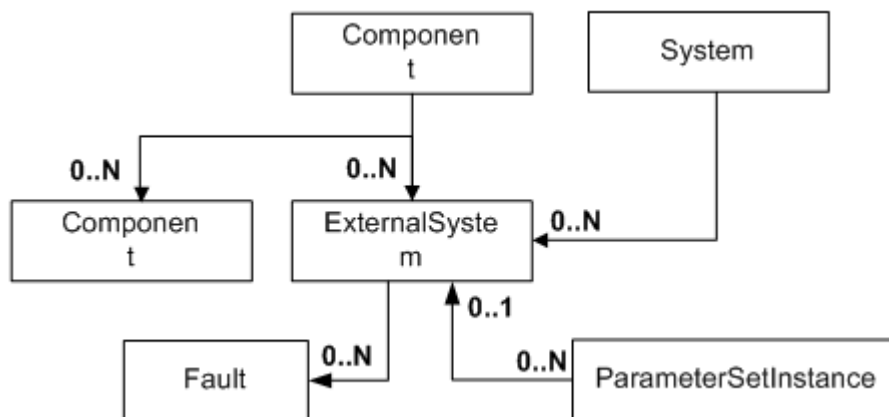 Componen
t
System
0..N
0..N
Componen
t
ExternalSyste
m
0..N
0..1
Fault
0..N
0..N
ParameterSetInstance